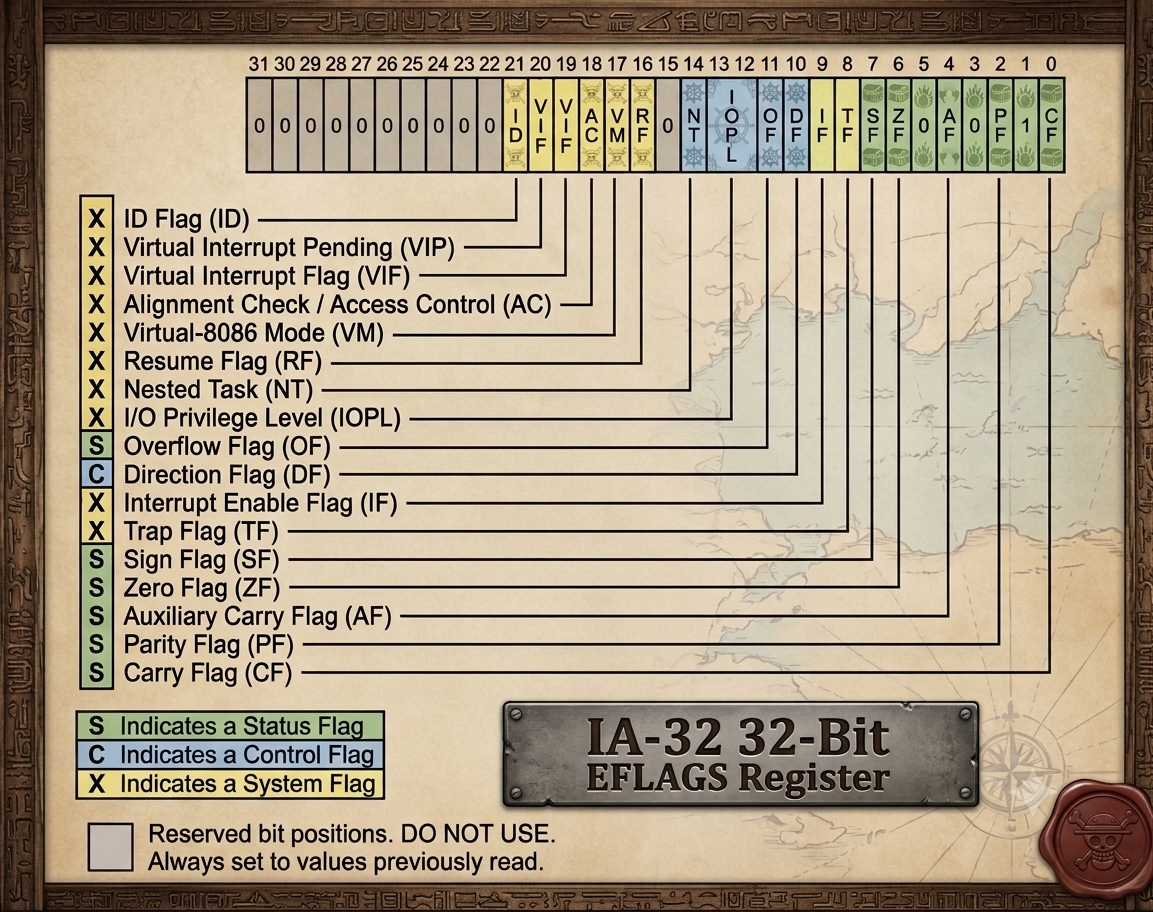 31 30 29 28 27 26 25 24 23 22 21 20 19 18 17 16 15 14 13 12 11 10 9 8 7 6 5 4 3 2 1 0
0 0 0 0 0 0 0 0 0 0 ID VIF VIF AC VM RF 0 NT IOPL OF DF IF TF SF ZF 0 AF 0 PF 1 CF
X ID Flag (ID)
X Virtual Interrupt Pending (VIP)
X Virtual Interrupt Flag (VIF)
X Alignment Check / Access Control (AC)
X Virtual-8086 Mode (VM)
X Resume Flag (RF)
X Nested Task (NT)
X I/O Privilege Level (IOPL)
S Overflow Flag (OF)
C Direction Flag (DF)
X Interrupt Enable Flag (IF)
X Trap Flag (TF)
S Sign Flag (SF)
S Zero Flag (ZF)
S Auxiliary Carry Flag (AF)
S Parity Flag (PF)
S Carry Flag (CF)
S Indicates a Status Flag
C Indicates a Control Flag
X Indicates a System Flag
IA-32 32-Bit
EFLAGS Register
Reserved bit positions. DO NOT USE.
Always set to values previously read.